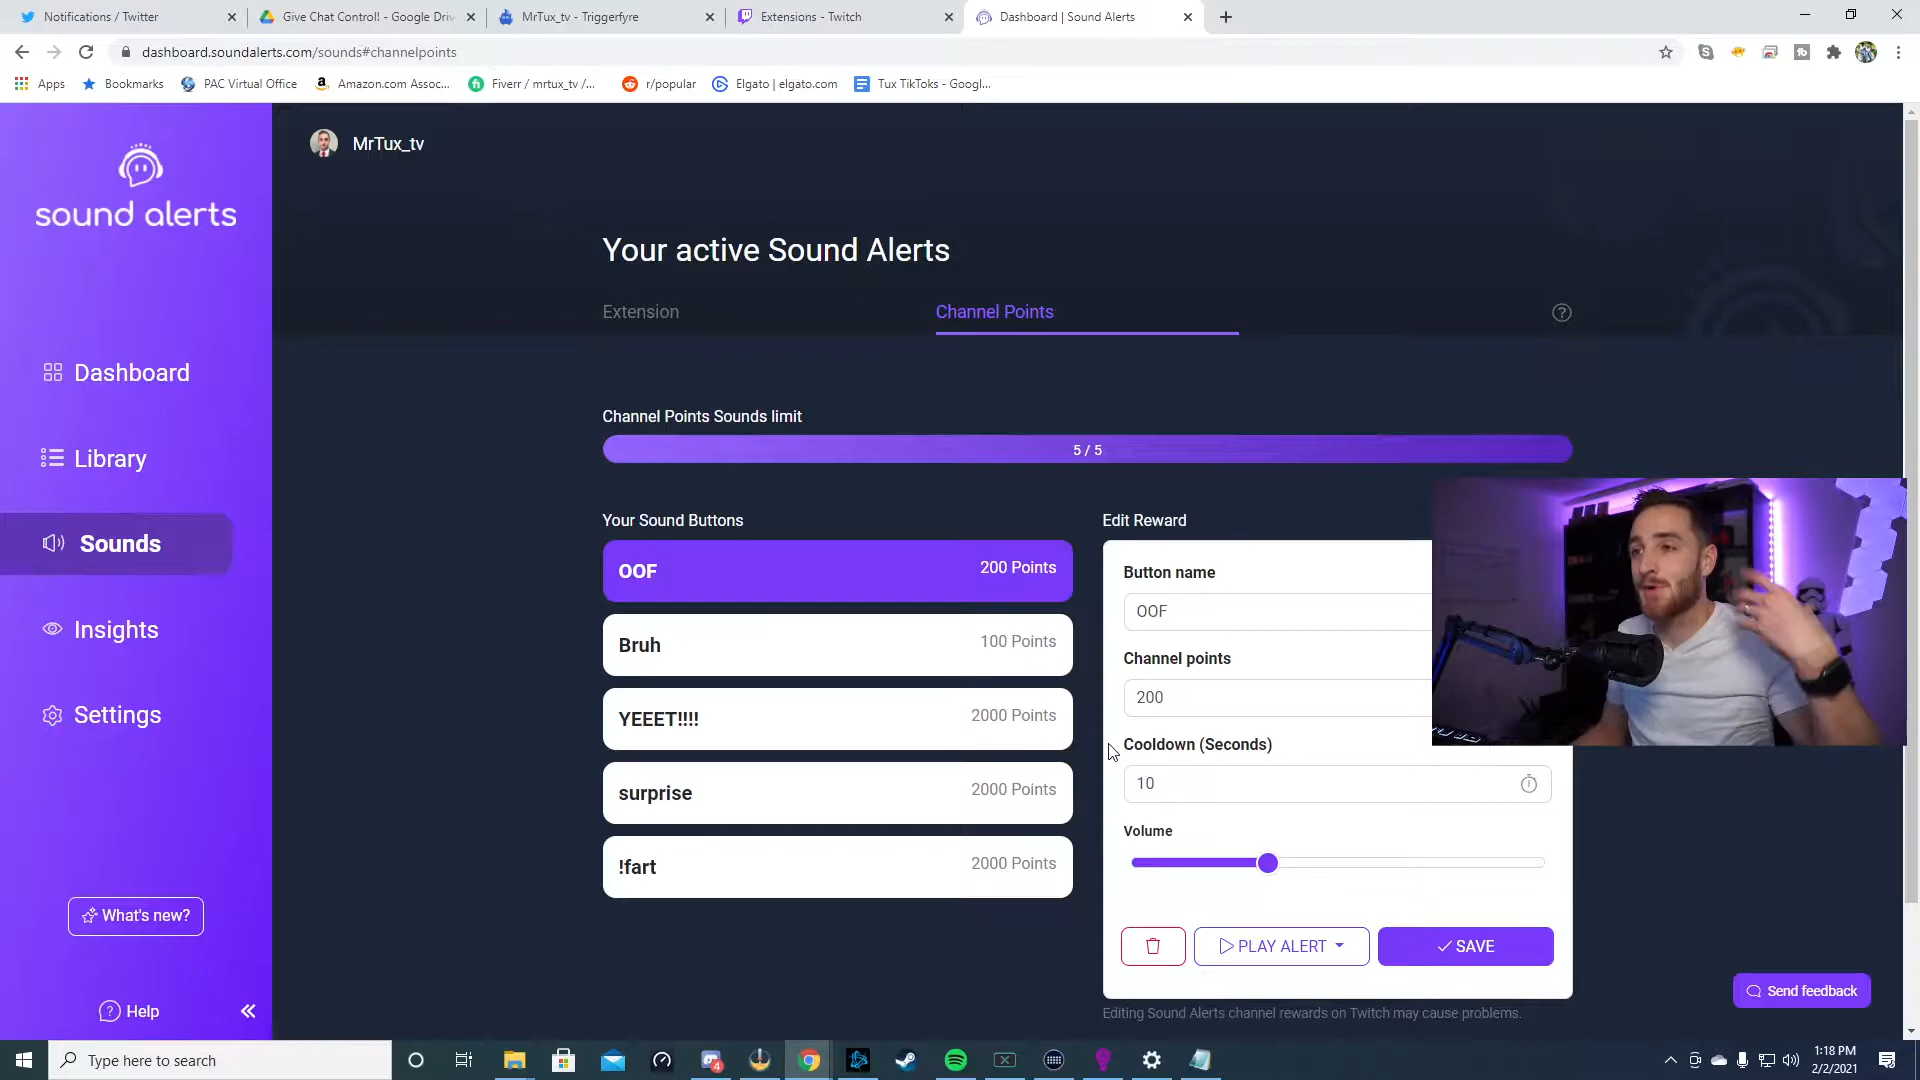 Notifications / Twitter
Give Chat Control! - Google Driv
MrTux_tv - Triggerfyre
Extensions - Twitch
Dashboard | Sound Alerts
dashboard.soundalerts.com/sounds#channelpoints
Apps
Bookmarks
PAC Virtual Office
Amazon.com Assoc...
Fiverr / mrtux_tv /...
r/popular
Elgato | elgato.com
Tux TikToks - Googl...
sound alerts
MrTux_tv
Your active Sound Alerts
Extension
Channel Points
Dashboard
Library
Sounds
Insights
Settings
What's new?
Help
Channel Points Sounds limit
5 / 5
Your Sound Buttons
OOF
200 Points
Bruh
100 Points
YEEET!!!!
2000 Points
surprise
2000 Points
!fart
2000 Points
Edit Reward
Button name
OOF
Channel points
200
Cooldown (Seconds)
10
Volume
PLAY ALERT
SAVE
Editing Sound Alerts channel rewards on Twitch may cause problems.
Send feedback
Type here to search
4
1:18 PM
2/2/2021